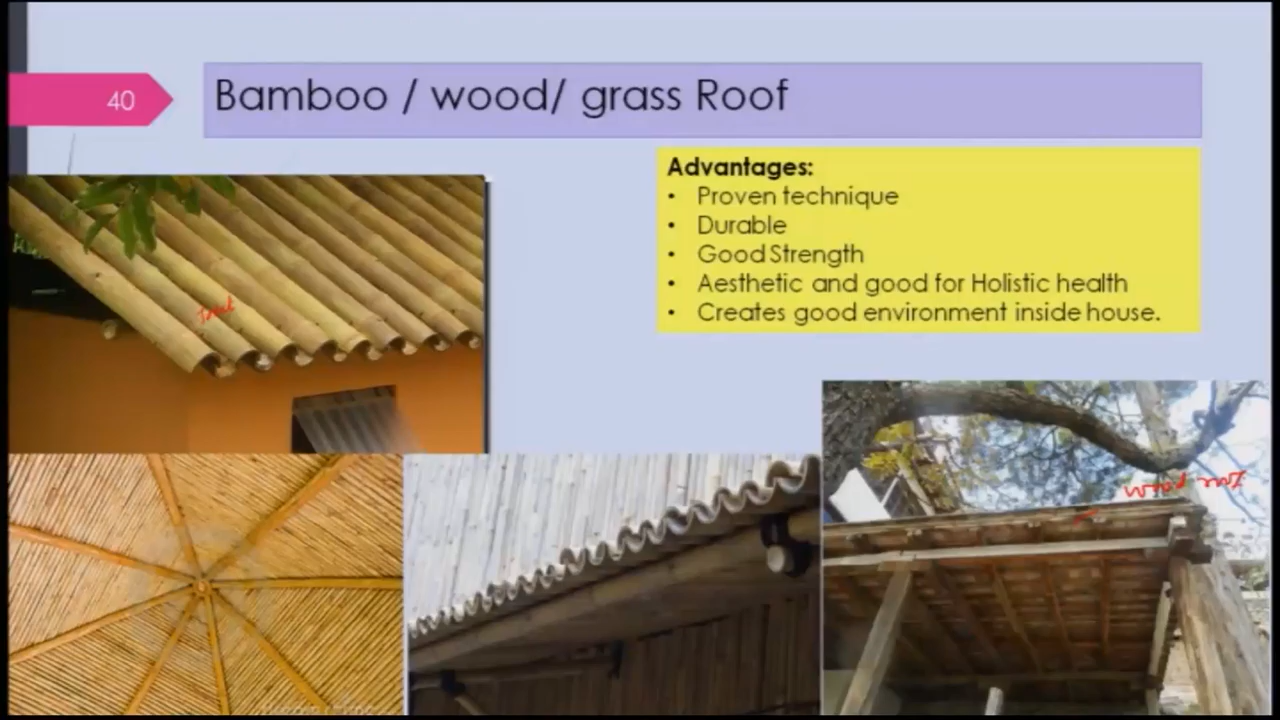 40
Bamboo / wood/ grass Roof
Advantages:
• Proven technique
• Durable
• Good Strength
• Aesthetic and good for Holistic health
• Creates good environment inside house.
wood